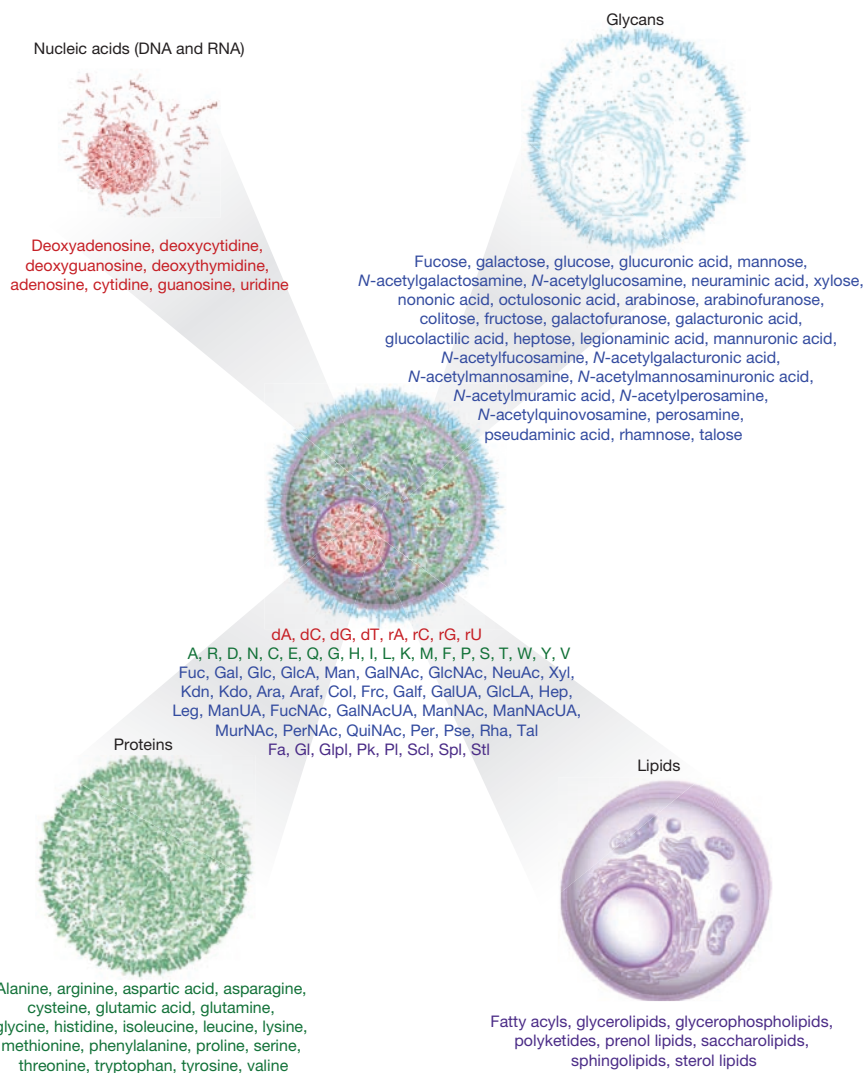 Nucleic acids (DNA and RNA)
Deoxyadenosine, deoxycytidine,
deoxyguanosine, deoxythymidine,
adenosine, cytidine, guanosine, uridine
Glycans
Fucose, galactose, glucose, glucuronic acid, mannose,
N-acetylgalactosamine, N-acetylglucosamine, neuraminic acid, xylose,
nononic acid, octulosonic acid, arabinose, arabinofuranose,
colitose, fructose, galactofuranose, galacturonic acid,
glucolactilic acid, heptose, legionaminic acid, mannuronic acid,
N-acetylfucosamine, N-acetylgalacturonic acid,
N-acetylmannosamine, N-acetylmannosaminuronic acid,
N-acetylmuramic acid, N-acetylperosamine,
N-acetylquinovosamine, perosamine,
pseudaminic acid, rhamnose, talose
dA, dC, dG, dT, rA, rC, rG, rU
A, R, D, N, C, E, Q, G, H, I, L, K, M, F, P, S, T, W, Y, V
Fuc, Gal, Glc, GlcA, Man, GalNAc, GlcNAc, NeuAc, Xyl,
Kdn, Kdo, Ara, Araf, Col, Frc, Galf, GalUA, GlcLA, Hep,
Leg, ManUA, FucNAc, GalNAcUA, ManNAc, ManNAcUA,
MurNAc, PerNAc, QuiNAc, Per, Pse, Rha, Tal
Fa, Gl, Glpl, Pk, Pl, Scl, Spl, Stl
Proteins
Alanine, arginine, aspartic acid, asparagine,
cysteine, glutamic acid, glutamine,
glycine, histidine, isoleucine, leucine, lysine,
methionine, phenylalanine, proline, serine,
threonine, tryptophan, tyrosine, valine
Lipids
Fatty acyls, glycerolipids, glycerophospholipids,
polyketides, prenol lipids, saccharolipids,
sphingolipids, sterol lipids